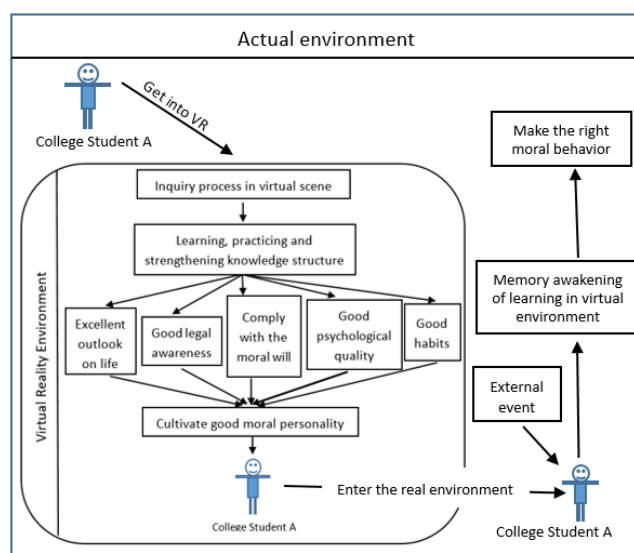 Actual environment
College Student A
Get into VR
Virtual Reality Environment
Inquiry process in virtual scene
Learning, practicing and
strengthening knowledge structure
Excellent
outlook
on life
Good legal
awareness
Comply
with the
moral will
Good
psychological
quality
Good
habits
Cultivate good moral personality
College Student A
Enter the real environment
Make the right
moral behavior
Memory awakening
of learning in virtual
environment
External
event
College Student A